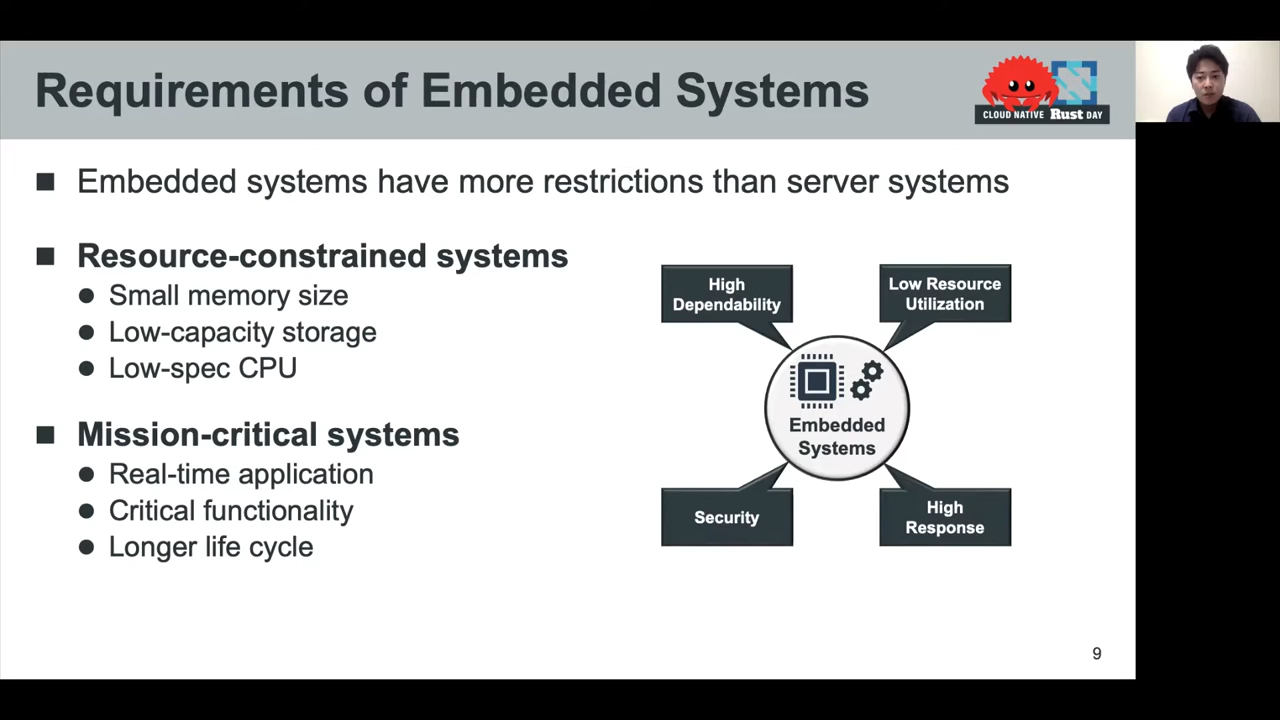 Requirements of Embedded Systems
CLOUD NATIVE Rust DAY
Embedded systems have more restrictions than server systems
Resource-constrained systems
Small memory size
Low-capacity storage
Low-spec CPU
Mission-critical systems
Real-time application
Critical functionality
Longer life cycle
High
Dependability
Low Resource
Utilization
Embedded
Systems
Security
High
Response
9